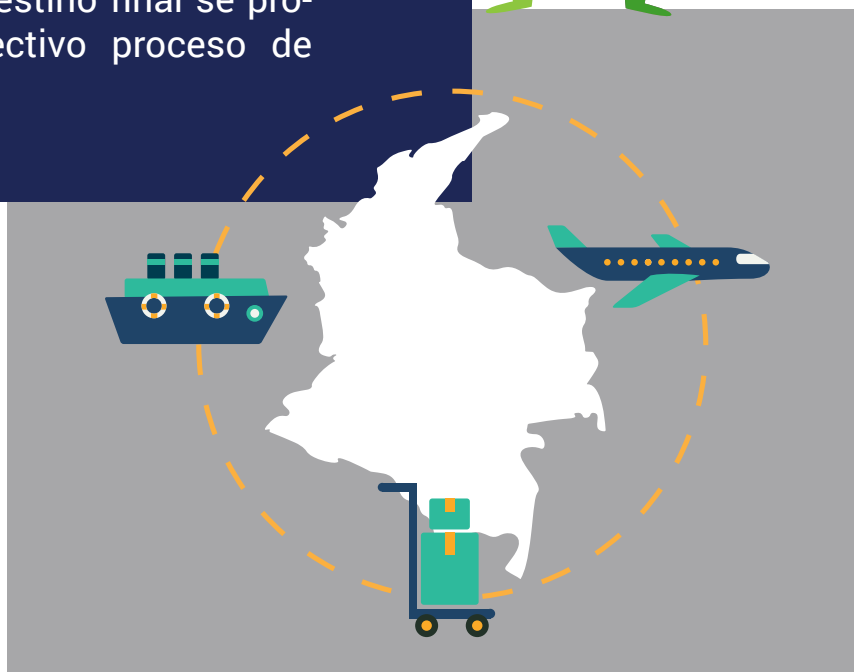 estino final se pro-
ectivo proceso de